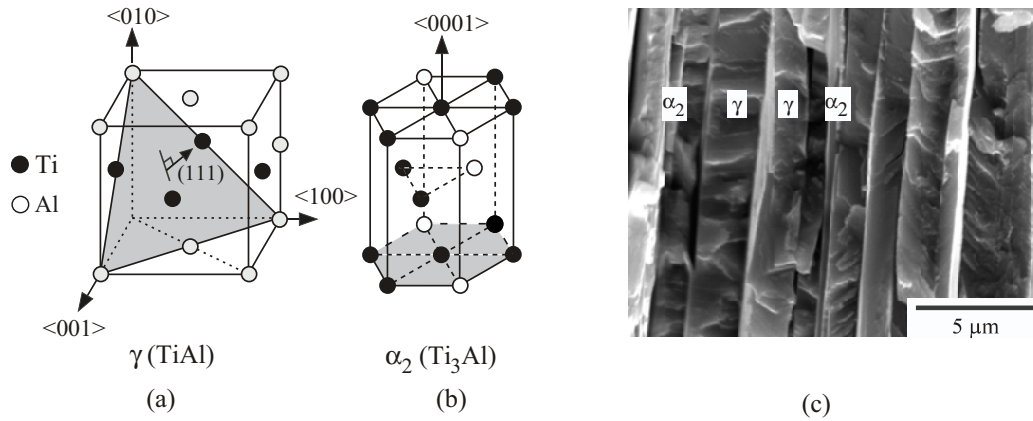 <010>
Ti
Al
(111)
<100>
<001>
γ (TiAl)
(a)
<0001>
α₂ (Ti₃Al)
(b)
α₂
γ
γ
α₂
5 μm
(c)